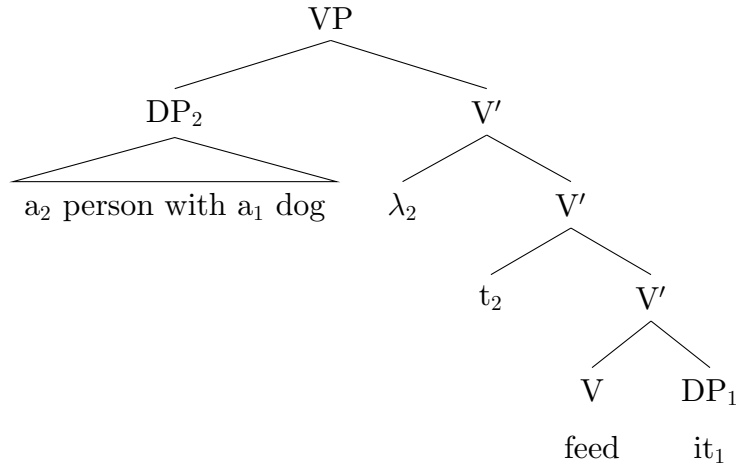 VP
DP₂ V′
a₂ person with a₁ dog λ₂ V′
t₂ V′
V DP₁
feed it₁